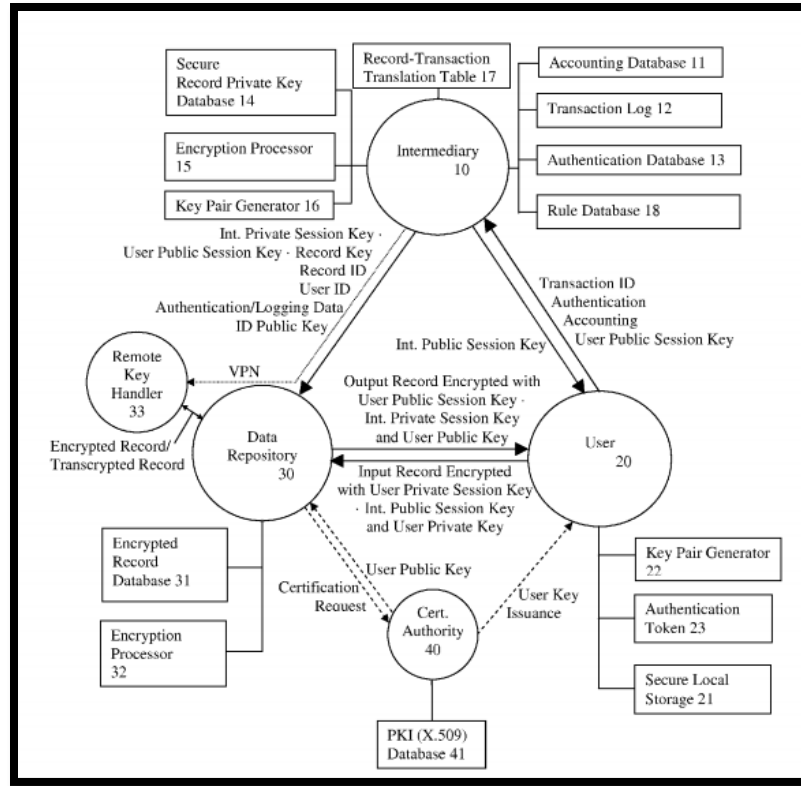 Secure
Record Private Key
Database 14
Record-Transaction
Translation Table 17
Accounting Database 11
Transaction Log 12
Encryption Processor
15
Intermediary
10
Authentication Database 13
Key Pair Generator 16
Rule Database 18
Int. Private Session Key ·
User Public Session Key · Record Key
Record ID
User ID
Authentication/Logging Data
ID Public Key
Transaction ID
Authentication
Accounting
User Public Session Key
Int. Public Session Key
Remote
Key
Handler
33
VPN
Output Record Encrypted with
User Public Session Key ·
Int. Private Session Key
and User Public Key
Encrypted Record/
Transcrypted Record
Data
Repository
30
User
20
Input Record Encrypted
with User Private Session Key
· Int. Public Session Key
and User Private Key
Encrypted
Record
Database 31
Encryption
Processor
32
User Public Key
Certification
Request
Cert.
Authority
40
User Key
Issuance
Key Pair Generator
22
Authentication
Token 23
Secure Local
Storage 21
PKI (X.509)
Database 41